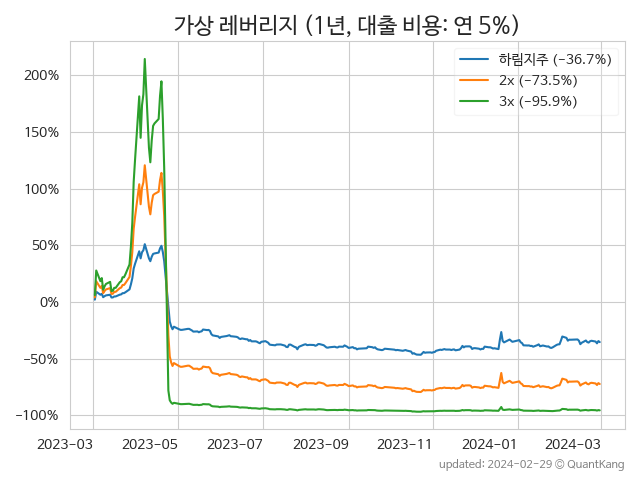 가상 레버리지 (1년, 대출 비용: 연 5%)
하림지주 (-36.7%)
2x (-73.5%)
3x (-95.9%)
200%
150%
100%
50%
0%
-50%
-100%
2023-03 2023-05 2023-07 2023-09 2023-11 2024-01 2024-03
updated: 2024-02-29 © QuantKang